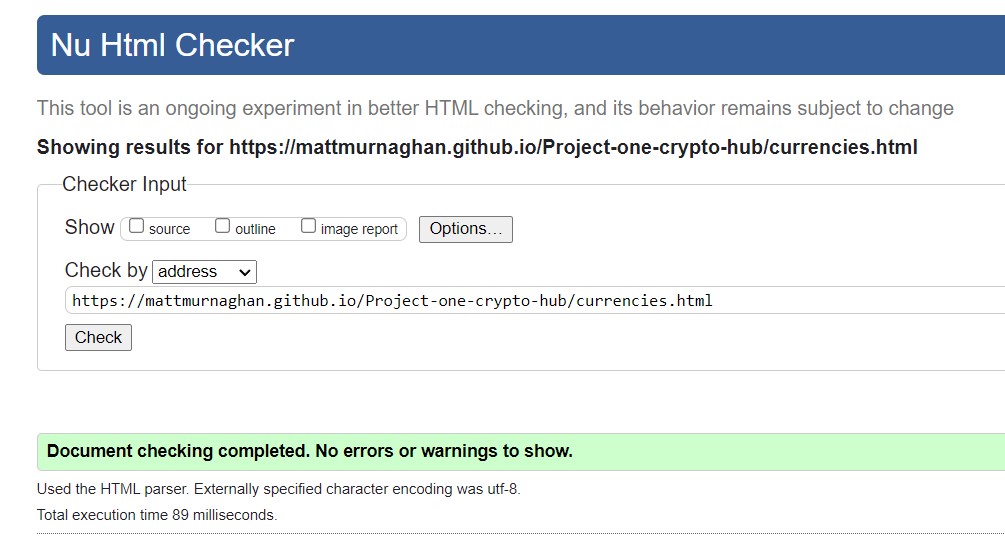 Nu Html Checker
This tool is an ongoing experiment in better HTML checking, and its behavior remains subject to change
Showing results for https://mattmurnaghan.github.io/Project-one-crypto-hub/currencies.html
Checker Input
Show source outline image report Options...
Check by address
https://mattmurnaghan.github.io/Project-one-crypto-hub/currencies.html
Check
Document checking completed. No errors or warnings to show.
Used the HTML parser. Externally specified character encoding was utf-8.
Total execution time 89 milliseconds.